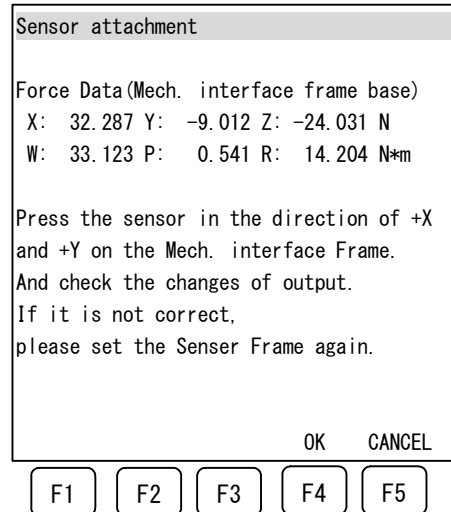 Sensor attachment
Force Data(Mech. interface frame base)
X: 32.287 Y: -9.012 Z: -24.031 N
W: 33.123 P: 0.541 R: 14.204 N*m
Press the sensor in the direction of +X
and +Y on the Mech. interface Frame.
And check the changes of output.
If it is not correct,
please set the Senser Frame again.
OK CANCEL
F1 F2 F3 F4 F5